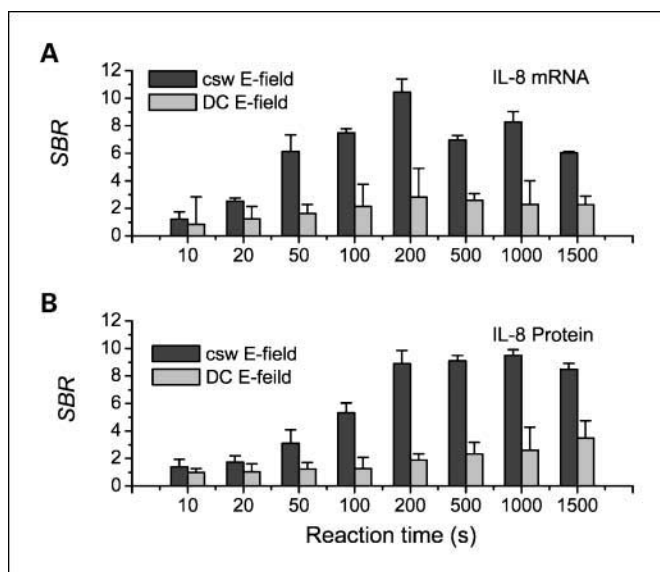 A
csw E-field
DC E-field
IL-8 mRNA
SBR
12
10
8
6
4
2
0
10 20 50 100 200 500 1000 1500
B
csw E-field
DC E-feild
IL-8 Protein
SBR
12
10
8
6
4
2
0
10 20 50 100 200 500 1000 1500
Reaction time (s)